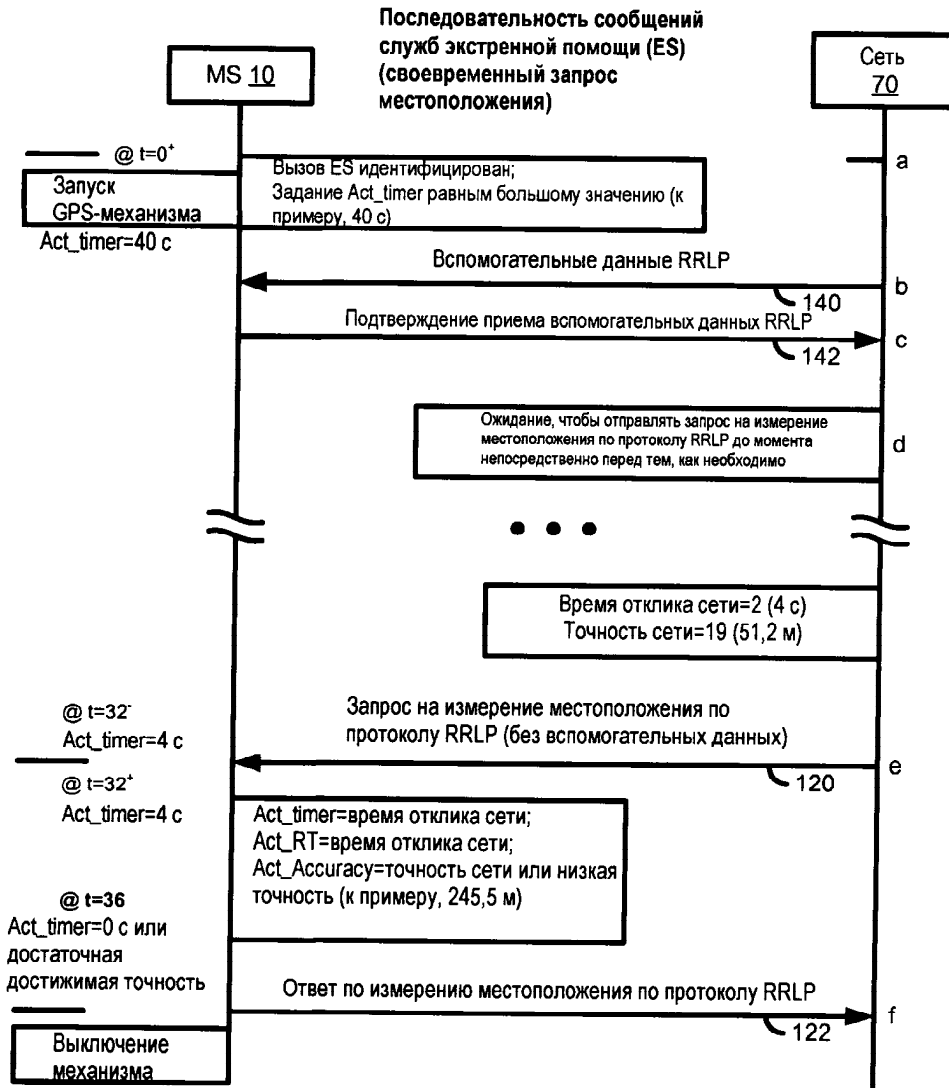 Последовательность сообщений
служб экстренной помощи (ES)
(своевременный запрос
местоположения)
MS 10
Сеть
70
@ t=0⁺
a
Вызов ES идентифицирован;
Задание Act_timer равным большому значению (к
примеру, 40 с)
Запуск
GPS-механизма
Act_timer=40 с
Вспомогательные данные RRLP
b
140
Подтверждение приема вспомогательных данных RRLP
c
142
Ожидание, чтобы отправлять запрос на измерение
местоположения по протоколу RRLP до момента
непосредственно перед тем, как необходимо
d
• • •
Время отклика сети=2 (4 с)
Точность сети=19 (51,2 м)
@ t=32⁻
Act_timer=4 с
Запрос на измерение местоположения по
протоколу RRLP (без вспомогательных данных)
e
120
@ t=32⁺
Act_timer=4 с
Act_timer=время отклика сети;
Act_RT=время отклика сети;
Act_Accuracy=точность сети или низкая
точность (к примеру, 245,5 м)
@ t=36
Act_timer=0 с или
достаточная
достижимая точность
Ответ по измерению местоположения по протоколу RRLP
f
122
Выключение
механизма